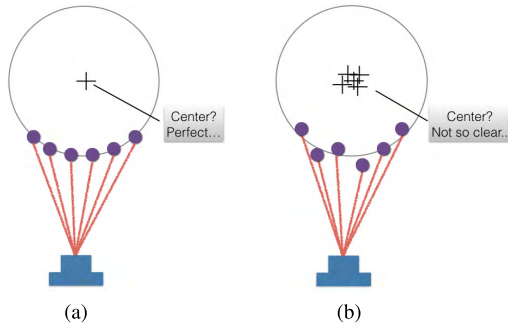 Center?
Perfect...
Center?
Not so clear..
(a)
(b)